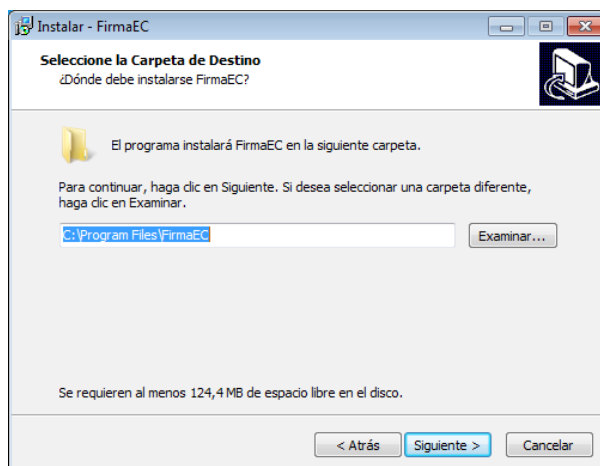 Instalar - FirmaEC
Seleccione la Carpeta de Destino
¿Dónde debe instalarse FirmaEC?
El programa instalará FirmaEC en la siguiente carpeta.
Para continuar, haga clic en Siguiente. Si desea seleccionar una carpeta diferente,
haga clic en Examinar.
C:\Program Files\FirmaEC
Examinar...
Se requieren al menos 124,4 MB de espacio libre en el disco.
< Atrás
Siguiente >
Cancelar